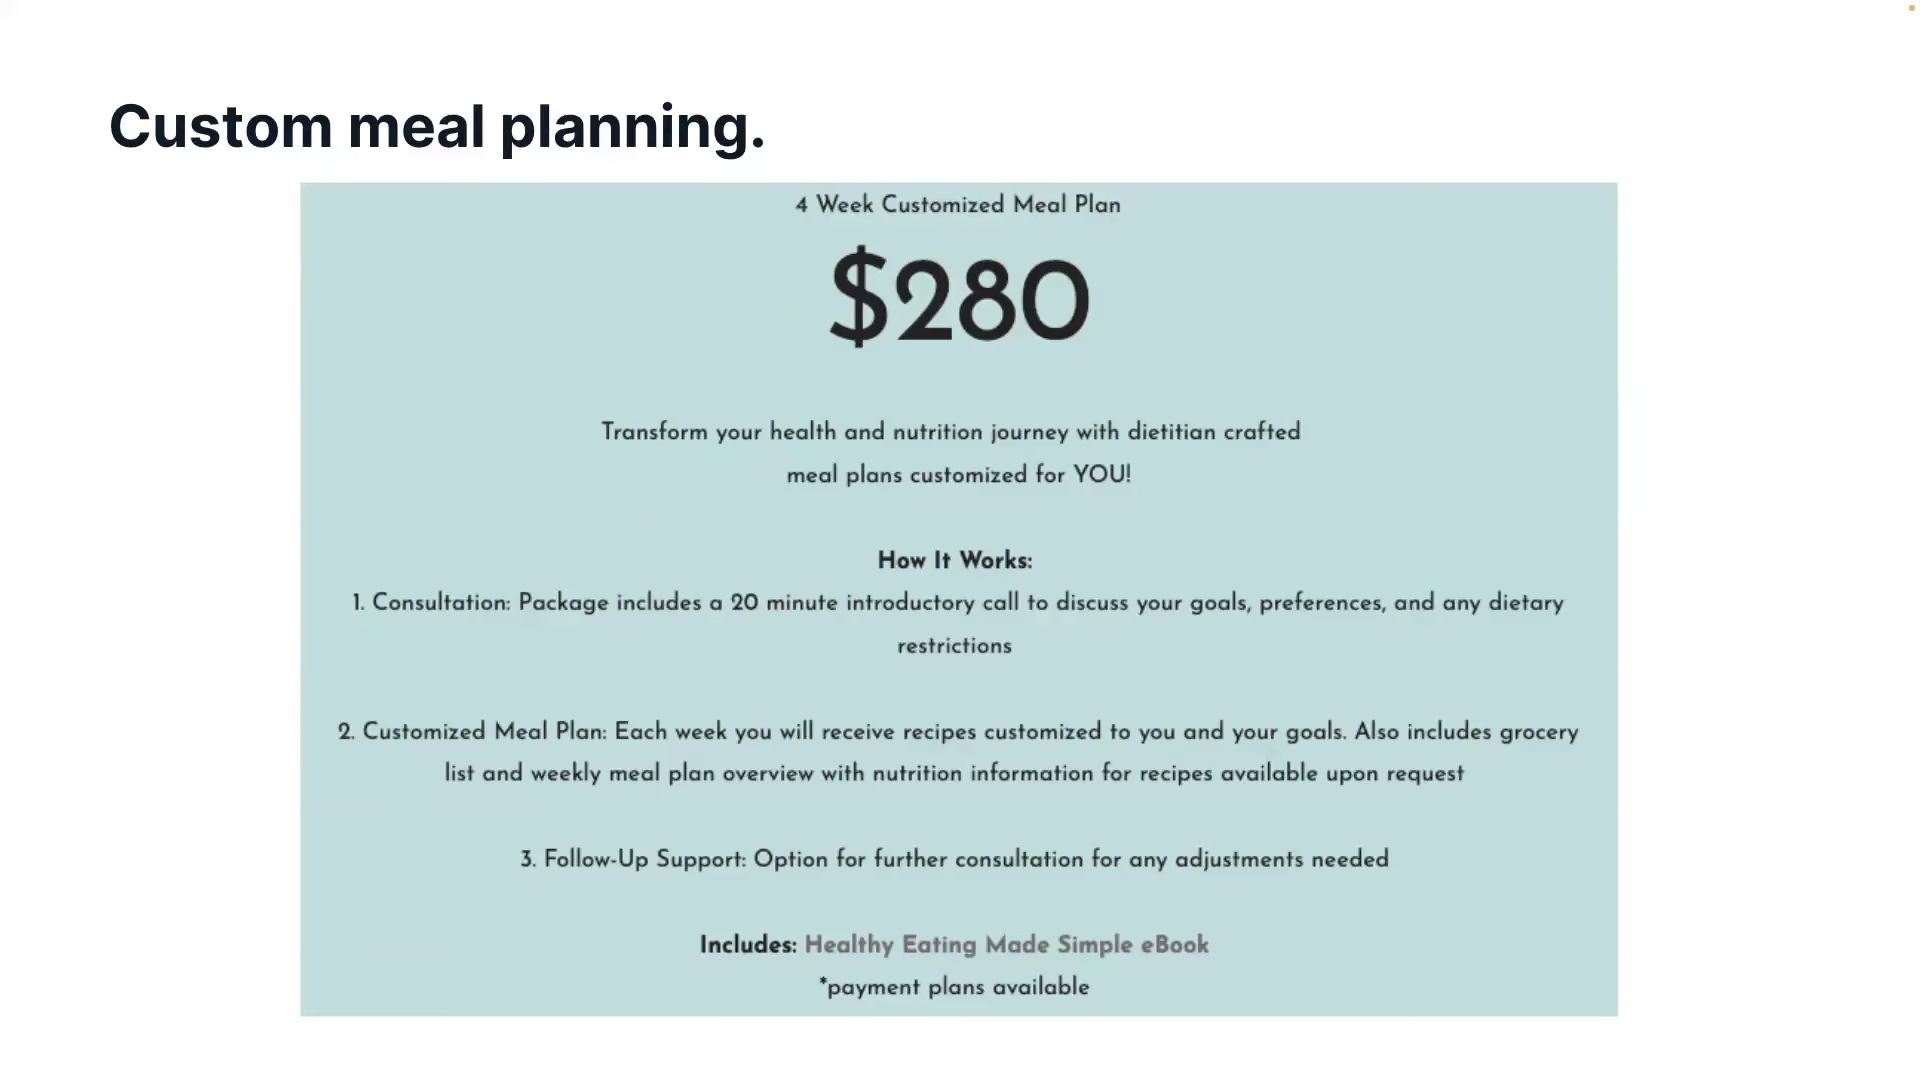 Custom meal planning.
4 Week Customized Meal Plan
$280
Transform your health and nutrition journey with dietitian crafted
meal plans customized for YOU!
How It Works:
1. Consultation: Package includes a 20 minute introductory call to discuss your goals, preferences, and any dietary
restrictions
2. Customized Meal Plan: Each week you will receive recipes customized to you and your goals. Also includes grocery
list and weekly meal plan overview with nutrition information for recipes available upon request
3. Follow-Up Support: Option for further consultation for any adjustments needed
Includes: Healthy Eating Made Simple eBook
*payment plans available